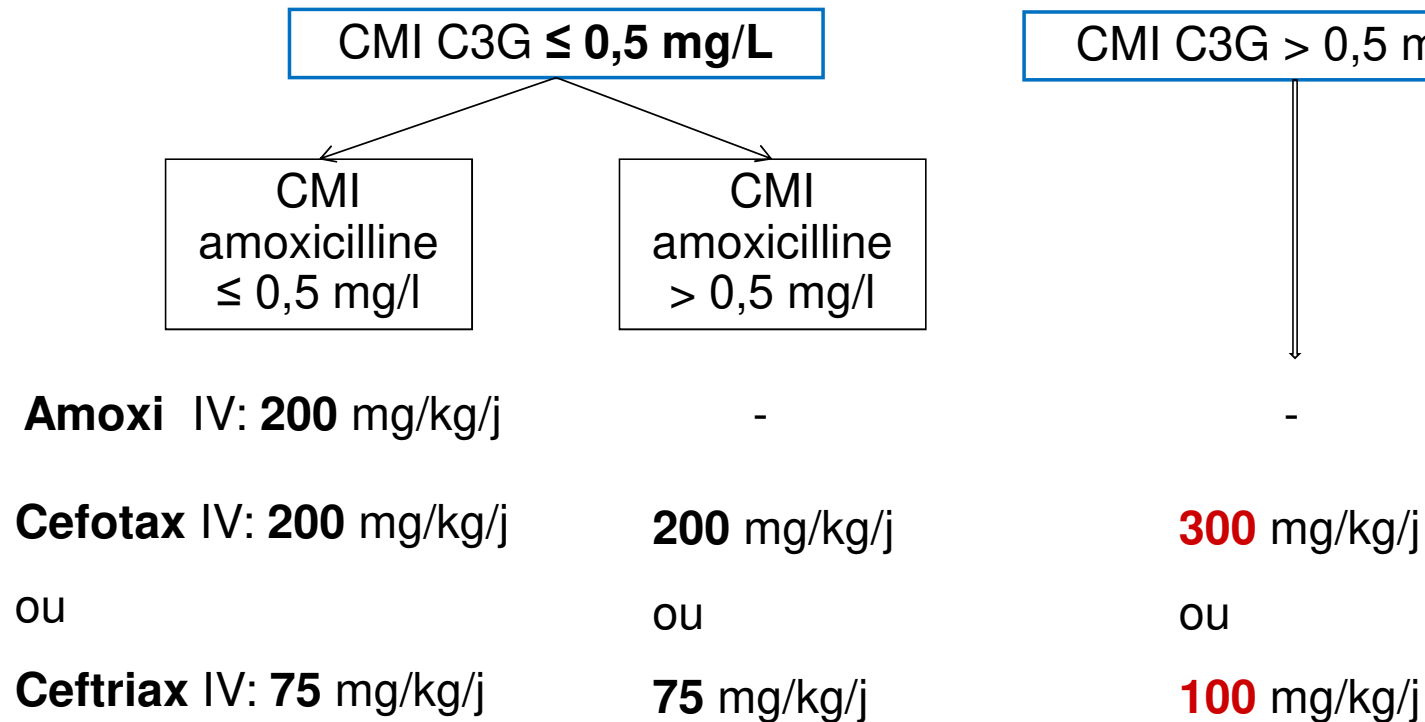 CMI C3G ≤ 0,5 mg/L
CMI C3G > 0,5 m
CMI
amoxicilline
≤ 0,5 mg/l
CMI
amoxicilline
> 0,5 mg/l
Amoxi IV: 200 mg/kg/j - -
Cefotax IV: 200 mg/kg/j 200 mg/kg/j 300 mg/kg/j
ou ou ou
Ceftriax IV: 75 mg/kg/j 75 mg/kg/j 100 mg/kg/j